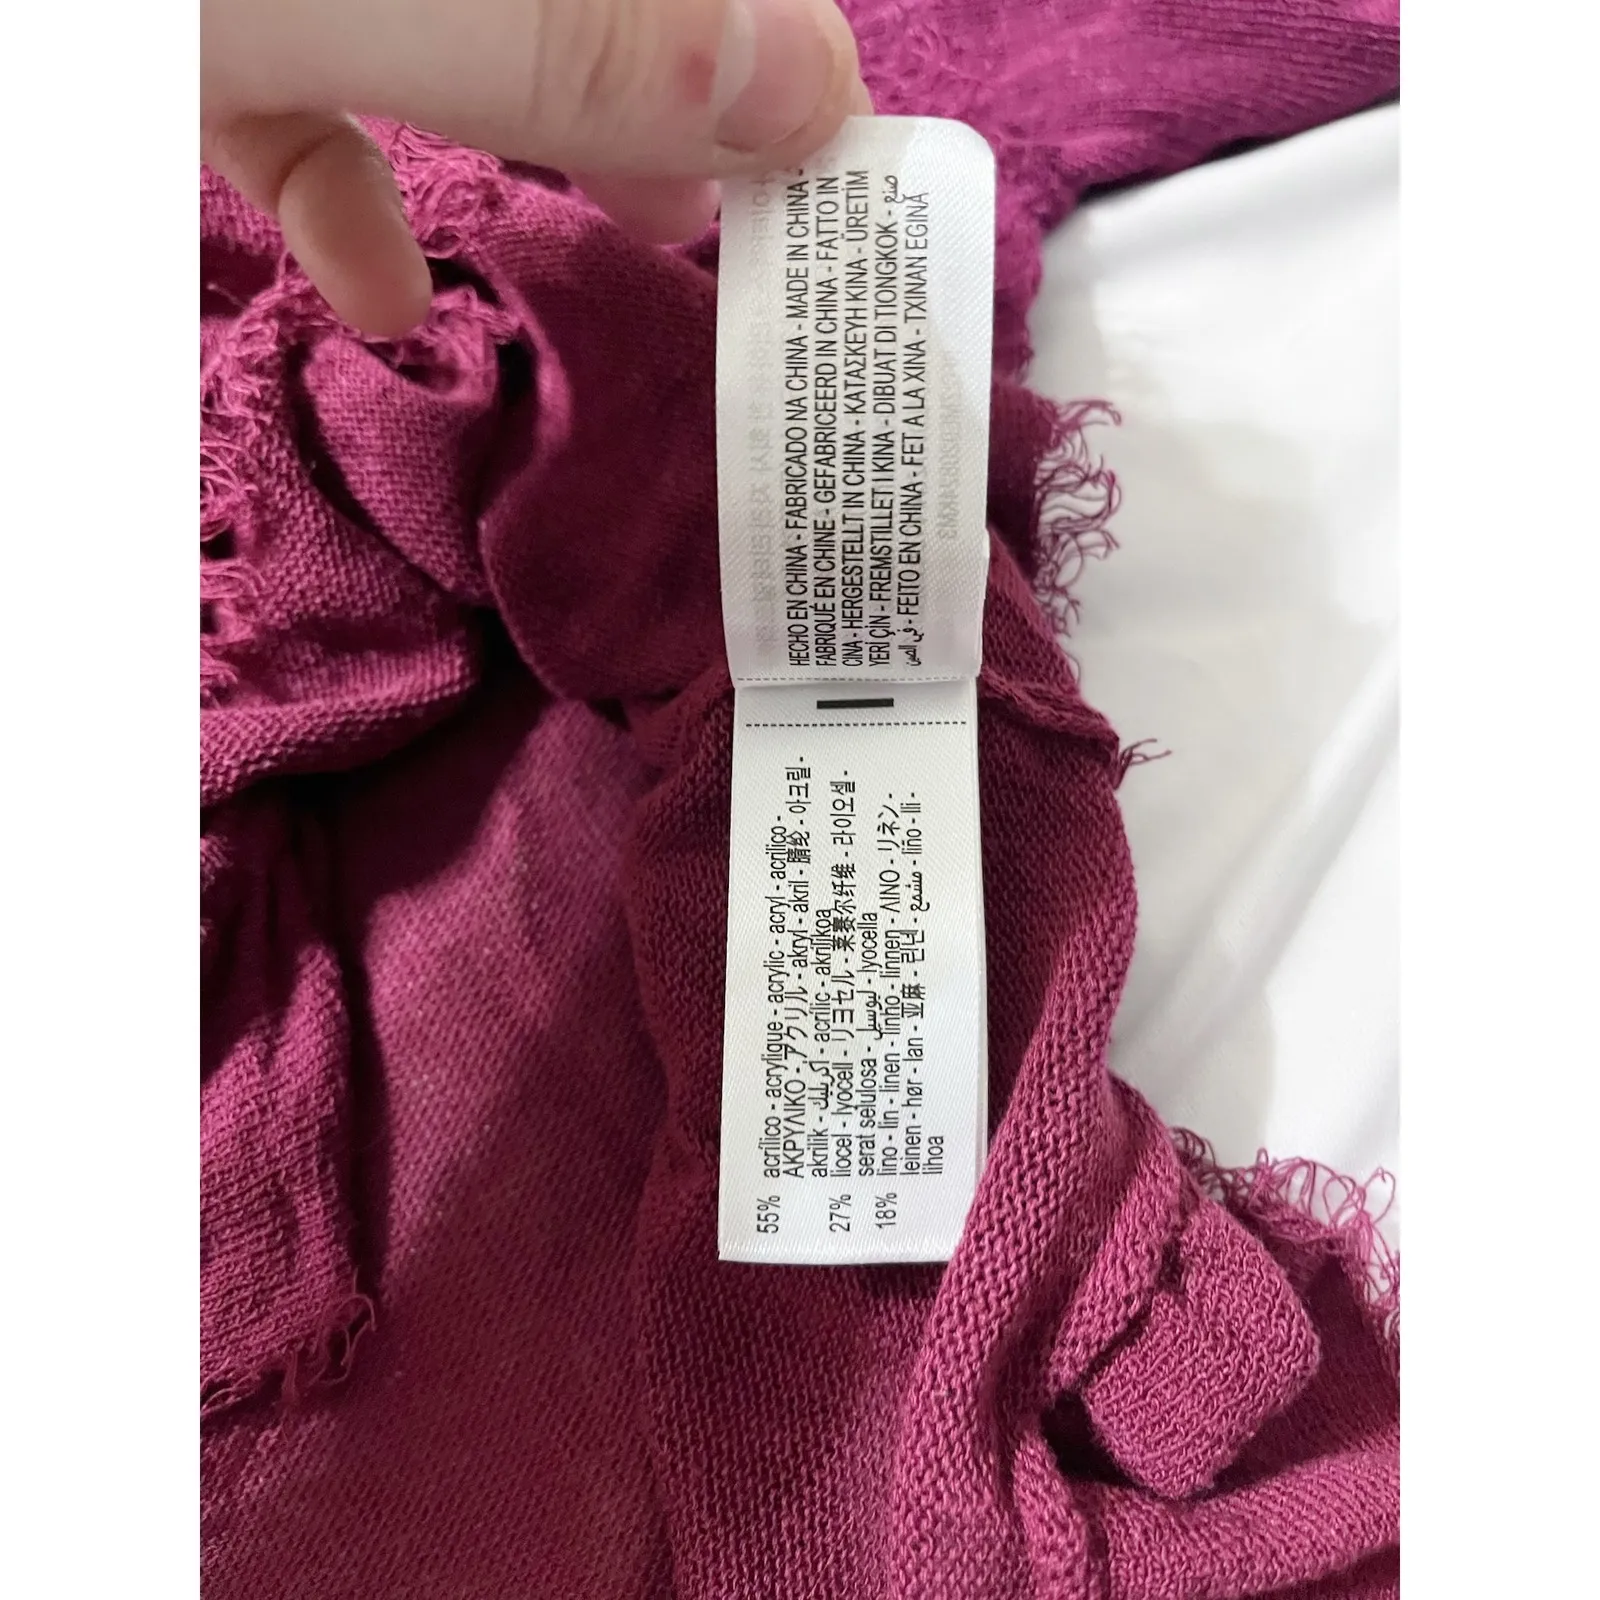 HECHO EN CHINA - FABRICADO NA CHINA - MADE IN CHINA -
FABRIQUÉ EN CHINE - GEFABRICEERD IN CHINA - FATTO IN
CINA - HERGESTELLT IN CHINA - ΚΑΤΑΣΚΕΥΗ ΚΙΝΑ - ÜRETİM
YERİ ÇİN - FREMSTILLET I KINA - DIBUAT DI TIONGKOK - صنع
في الصين - FEITO EN CHINA - FET A LA XINA - TXINAN EGINA
55% acrílico - acrylique - acrylic - acryl - acrilico -
ΑΚΡΥΛΙΚΟ - アクリル - akryl - akril - 腈纶 - 아크릴 -
akrilik - أكريليك - acrílic - akrilikoa
27% liocel - lyocell - リヨセル - 莱赛尔纤维 - 라이오셀 -
serat selulosa - ليوسيل - lyocella
18% lino - lin - linen - linho - linnen - ΛΙΝΟ - リネン -
leinen - hør - lan - 亚麻 - 린넨 - مشمع - liño - lli -
lihoa